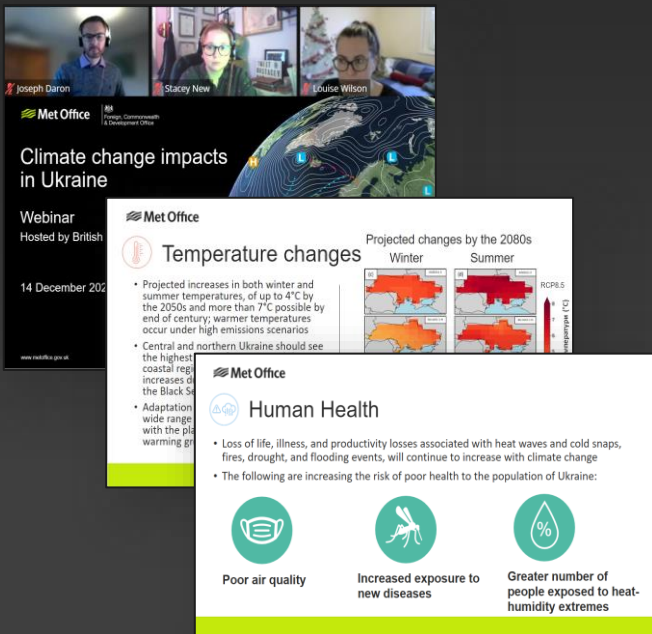 Joseph Daron
Stacey New
Louise Wilson
Met Office
Foreign, Commonwealth
& Development Office
Climate change impacts
in Ukraine
Webinar
Hosted by British
14 December 202
www.metoffice.gov.uk
H
L
L
L
Met Office
Temperature changes
Projected changes by the 2080s
Winter
Summer
• Projected increases in both winter and
summer temperatures, of up to 4°C by
the 2050s and more than 7°C possible by
end of century; warmer temperatures
occur under high emissions scenarios
• Central and northern Ukraine should see
the highest
coastal regi
increases d
the Black Se
• Adaptation
wide range
with the pla
warming gr
RCP8.5
8
7
6
5
Met Office
Human Health
• Loss of life, illness, and productivity losses associated with heat waves and cold snaps,
fires, drought, and flooding events, will continue to increase with climate change
• The following are increasing the risk of poor health to the population of Ukraine:
%
Poor air quality
Increased exposure to
new diseases
Greater number of
people exposed to heat-
humidity extremes